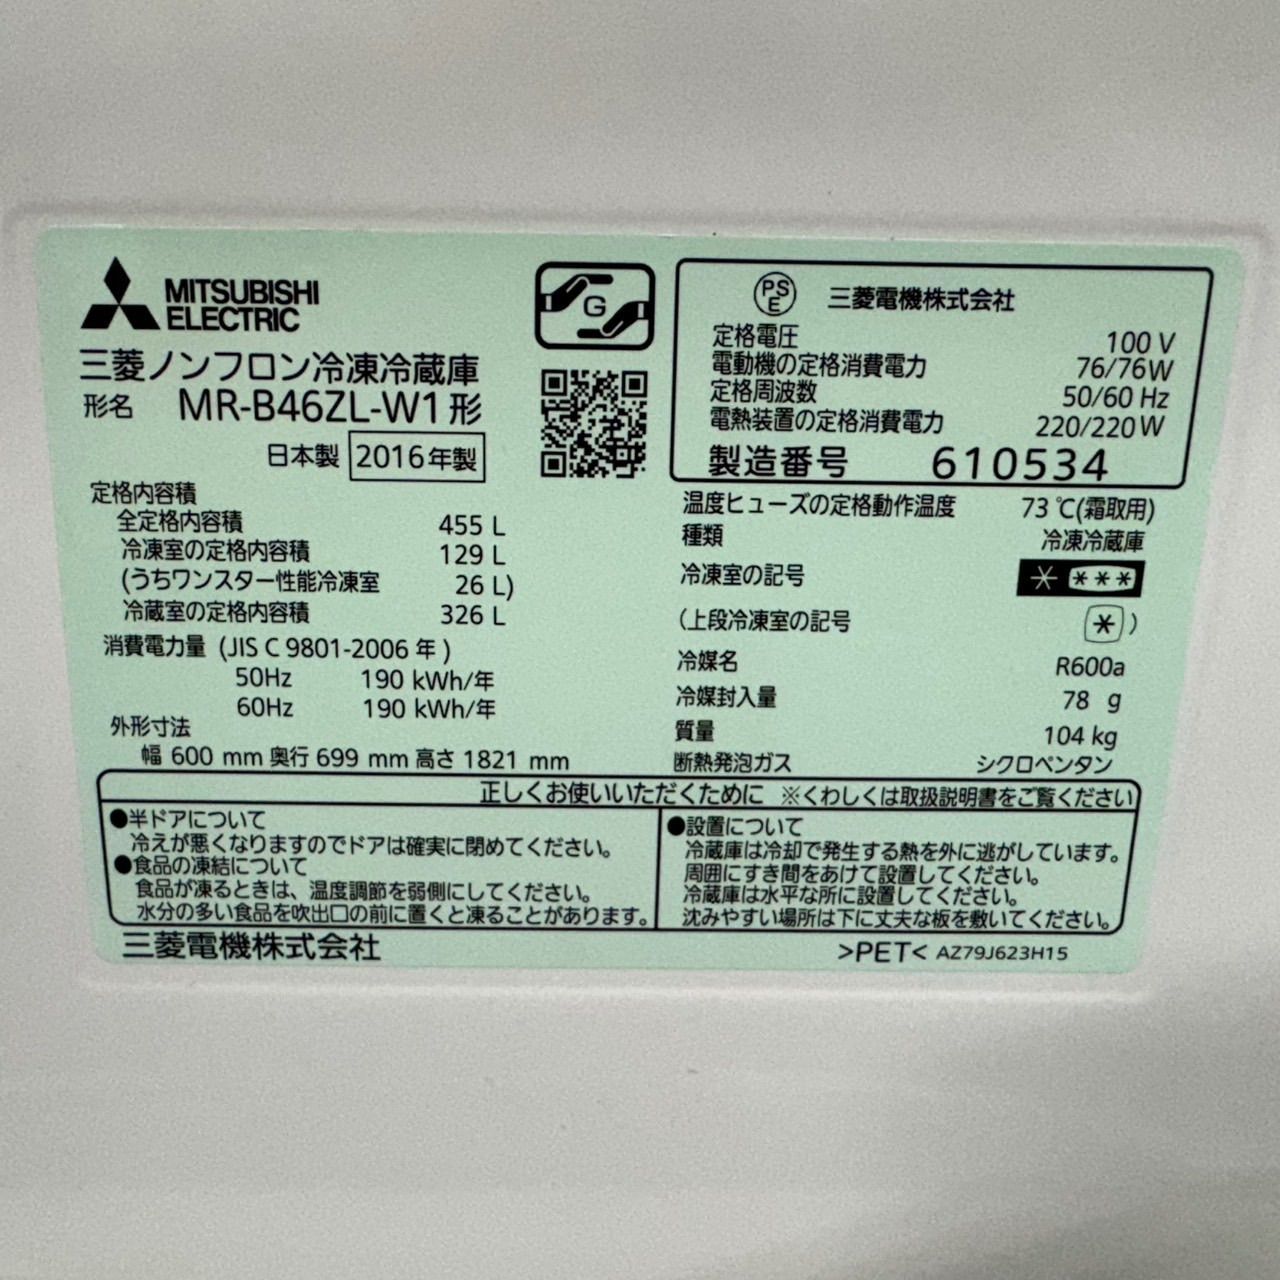 MITSUBISHI
ELECTRIC
三菱ノンフロン冷凍冷蔵庫
形名 MR-B46ZL-W1形
日本製 2016年製
定格内容積
全定格内容積 455 L
冷凍室の定格内容積 129 L
(うちワンスター性能冷凍室 26 L)
冷蔵室の定格内容積 326 L
消費電力量 (JIS C 9801-2006年)
50Hz 190 kWh/年
60Hz 190 kWh/年
外形寸法
幅 600 mm 奥行 699 mm 高さ 1821 mm
G
PSE 三菱電機株式会社
定格電圧 100 V
電動機の定格消費電力 76/76W
定格周波数 50/60 Hz
電熱装置の定格消費電力 220/220W
製造番号 610534
温度ヒューズの定格動作温度 73℃(霜取用)
種類 冷凍冷蔵庫
冷凍室の記号 * ***
(上段冷凍室の記号 *)
冷媒名 R600a
冷媒封入量 78 g
質量 104 kg
断熱発泡ガス シクロペンタン
正しくお使いいただくために ※くわしくは取扱説明書をご覧ください
●半ドアについて
冷えが悪くなりますのでドアは確実に閉めてください。
●食品の凍結について
食品が凍るときは、温度調節を弱側にしてください。
水分の多い食品を吹出口の前に置くと凍ることがあります。
●設置について
冷蔵庫は冷却で発生する熱を外に逃がしています。
周囲にすき間をあけて設置してください。
冷蔵庫は水平な所に設置してください。
沈みやすい場所は下に丈夫な板を敷いてください。
三菱電機株式会社
>PET< AZ79J623H15